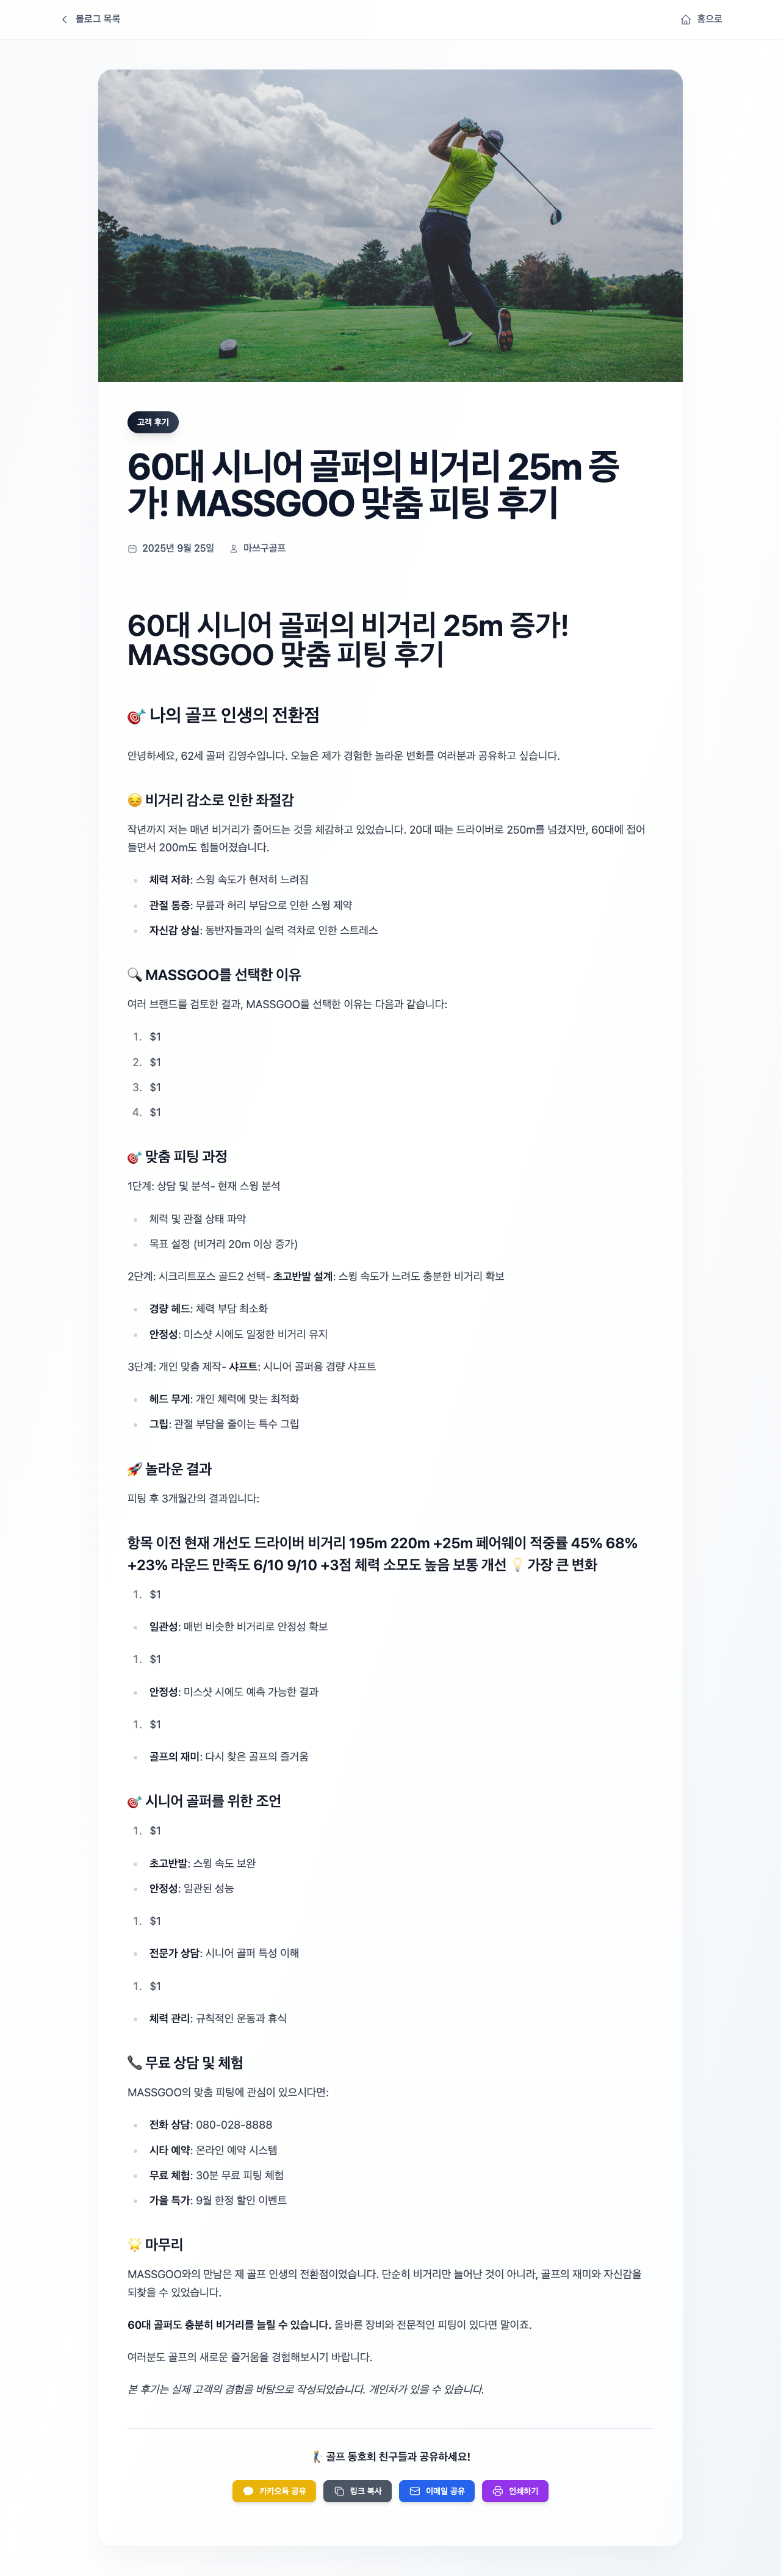 블로그 목록
홈으로
고객 후기
60대 시니어 골퍼의 비거리 25m 증
가! MASSGOO 맞춤 피팅 후기
2025년 9월 25일 마쓰구골프
60대 시니어 골퍼의 비거리 25m 증가!
MASSGOO 맞춤 피팅 후기
🎯 나의 골프 인생의 전환점
안녕하세요, 62세 골퍼 김영수입니다. 오늘은 제가 경험한 놀라운 변화를 여러분과 공유하고 싶습니다.
😔 비거리 감소로 인한 좌절감
작년까지 저는 매년 비거리가 줄어드는 것을 체감하고 있었습니다. 20대 때는 드라이버로 250m를 넘겼지만, 60대에 접어
들면서 200m도 힘들어졌습니다.
체력 저하: 스윙 속도가 현저히 느려짐
관절 통증: 무릎과 허리 부담으로 인한 스윙 제약
자신감 상실: 동반자들과의 실력 격차로 인한 스트레스
🔍 MASSGOO를 선택한 이유
여러 브랜드를 검토한 결과, MASSGOO를 선택한 이유는 다음과 같습니다:
1. $1
2. $1
3. $1
4. $1
🎯 맞춤 피팅 과정
1단계: 상담 및 분석- 현재 스윙 분석
체력 및 관절 상태 파악
목표 설정 (비거리 20m 이상 증가)
2단계: 시크리트포스 골드2 선택- 초고반발 설계: 스윙 속도가 느려도 충분한 비거리 확보
경량 헤드: 체력 부담 최소화
안정성: 미스샷 시에도 일정한 비거리 유지
3단계: 개인 맞춤 제작- 샤프트: 시니어 골퍼용 경량 샤프트
헤드 무게: 개인 체력에 맞는 최적화
그립: 관절 부담을 줄이는 특수 그립
🚀 놀라운 결과
피팅 후 3개월간의 결과입니다:
항목 이전 현재 개선도 드라이버 비거리 195m 220m +25m 페어웨이 적중률 45% 68%
+23% 라운드 만족도 6/10 9/10 +3점 체력 소모도 높음 보통 개선 💡 가장 큰 변화
1. $1
일관성: 매번 비슷한 비거리로 안정성 확보
1. $1
안정성: 미스샷 시에도 예측 가능한 결과
1. $1
골프의 재미: 다시 찾은 골프의 즐거움
🎯 시니어 골퍼를 위한 조언
1. $1
초고반발: 스윙 속도 보완
안정성: 일관된 성능
1. $1
전문가 상담: 시니어 골퍼 특성 이해
1. $1
체력 관리: 규칙적인 운동과 휴식
📞 무료 상담 및 체험
MASSGOO의 맞춤 피팅에 관심이 있으시다면:
전화 상담: 080-028-8888
시타 예약: 온라인 예약 시스템
무료 체험: 30분 무료 피팅 체험
가을 특가: 9월 한정 할인 이벤트
🌟 마무리
MASSGOO와의 만남은 제 골프 인생의 전환점이었습니다. 단순히 비거리만 늘어난 것이 아니라, 골프의 재미와 자신감을
되찾을 수 있었습니다.
60대 골퍼도 충분히 비거리를 늘릴 수 있습니다. 올바른 장비와 전문적인 피팅이 있다면 말이죠.
여러분도 골프의 새로운 즐거움을 경험해보시기 바랍니다.
본 후기는 실제 고객의 경험을 바탕으로 작성되었습니다. 개인차가 있을 수 있습니다.
🏌️ 골프 동호회 친구들과 공유하세요!
카카오톡 공유 링크 복사 이메일 공유 인쇄하기